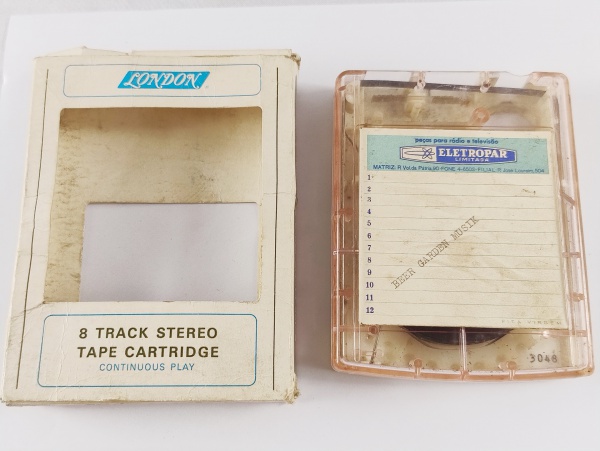 LONDON
8 TRACK STEREO
TAPE CARTRIDGE
CONTINUOUS PLAY
peças para rádio e televisão
ELETROPAR
LIMITADA
1
2
3
4
5
6
7
8
9
10
11
12
BEER GARDEN MUSIK
3048